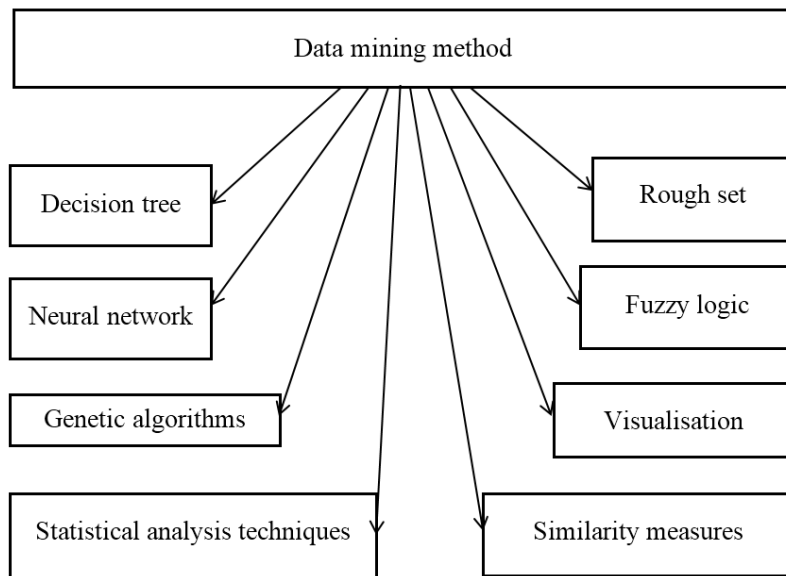 Data mining method
Decision tree
Rough set
Neural network
Fuzzy logic
Genetic algorithms
Visualisation
Statistical analysis techniques
Similarity measures